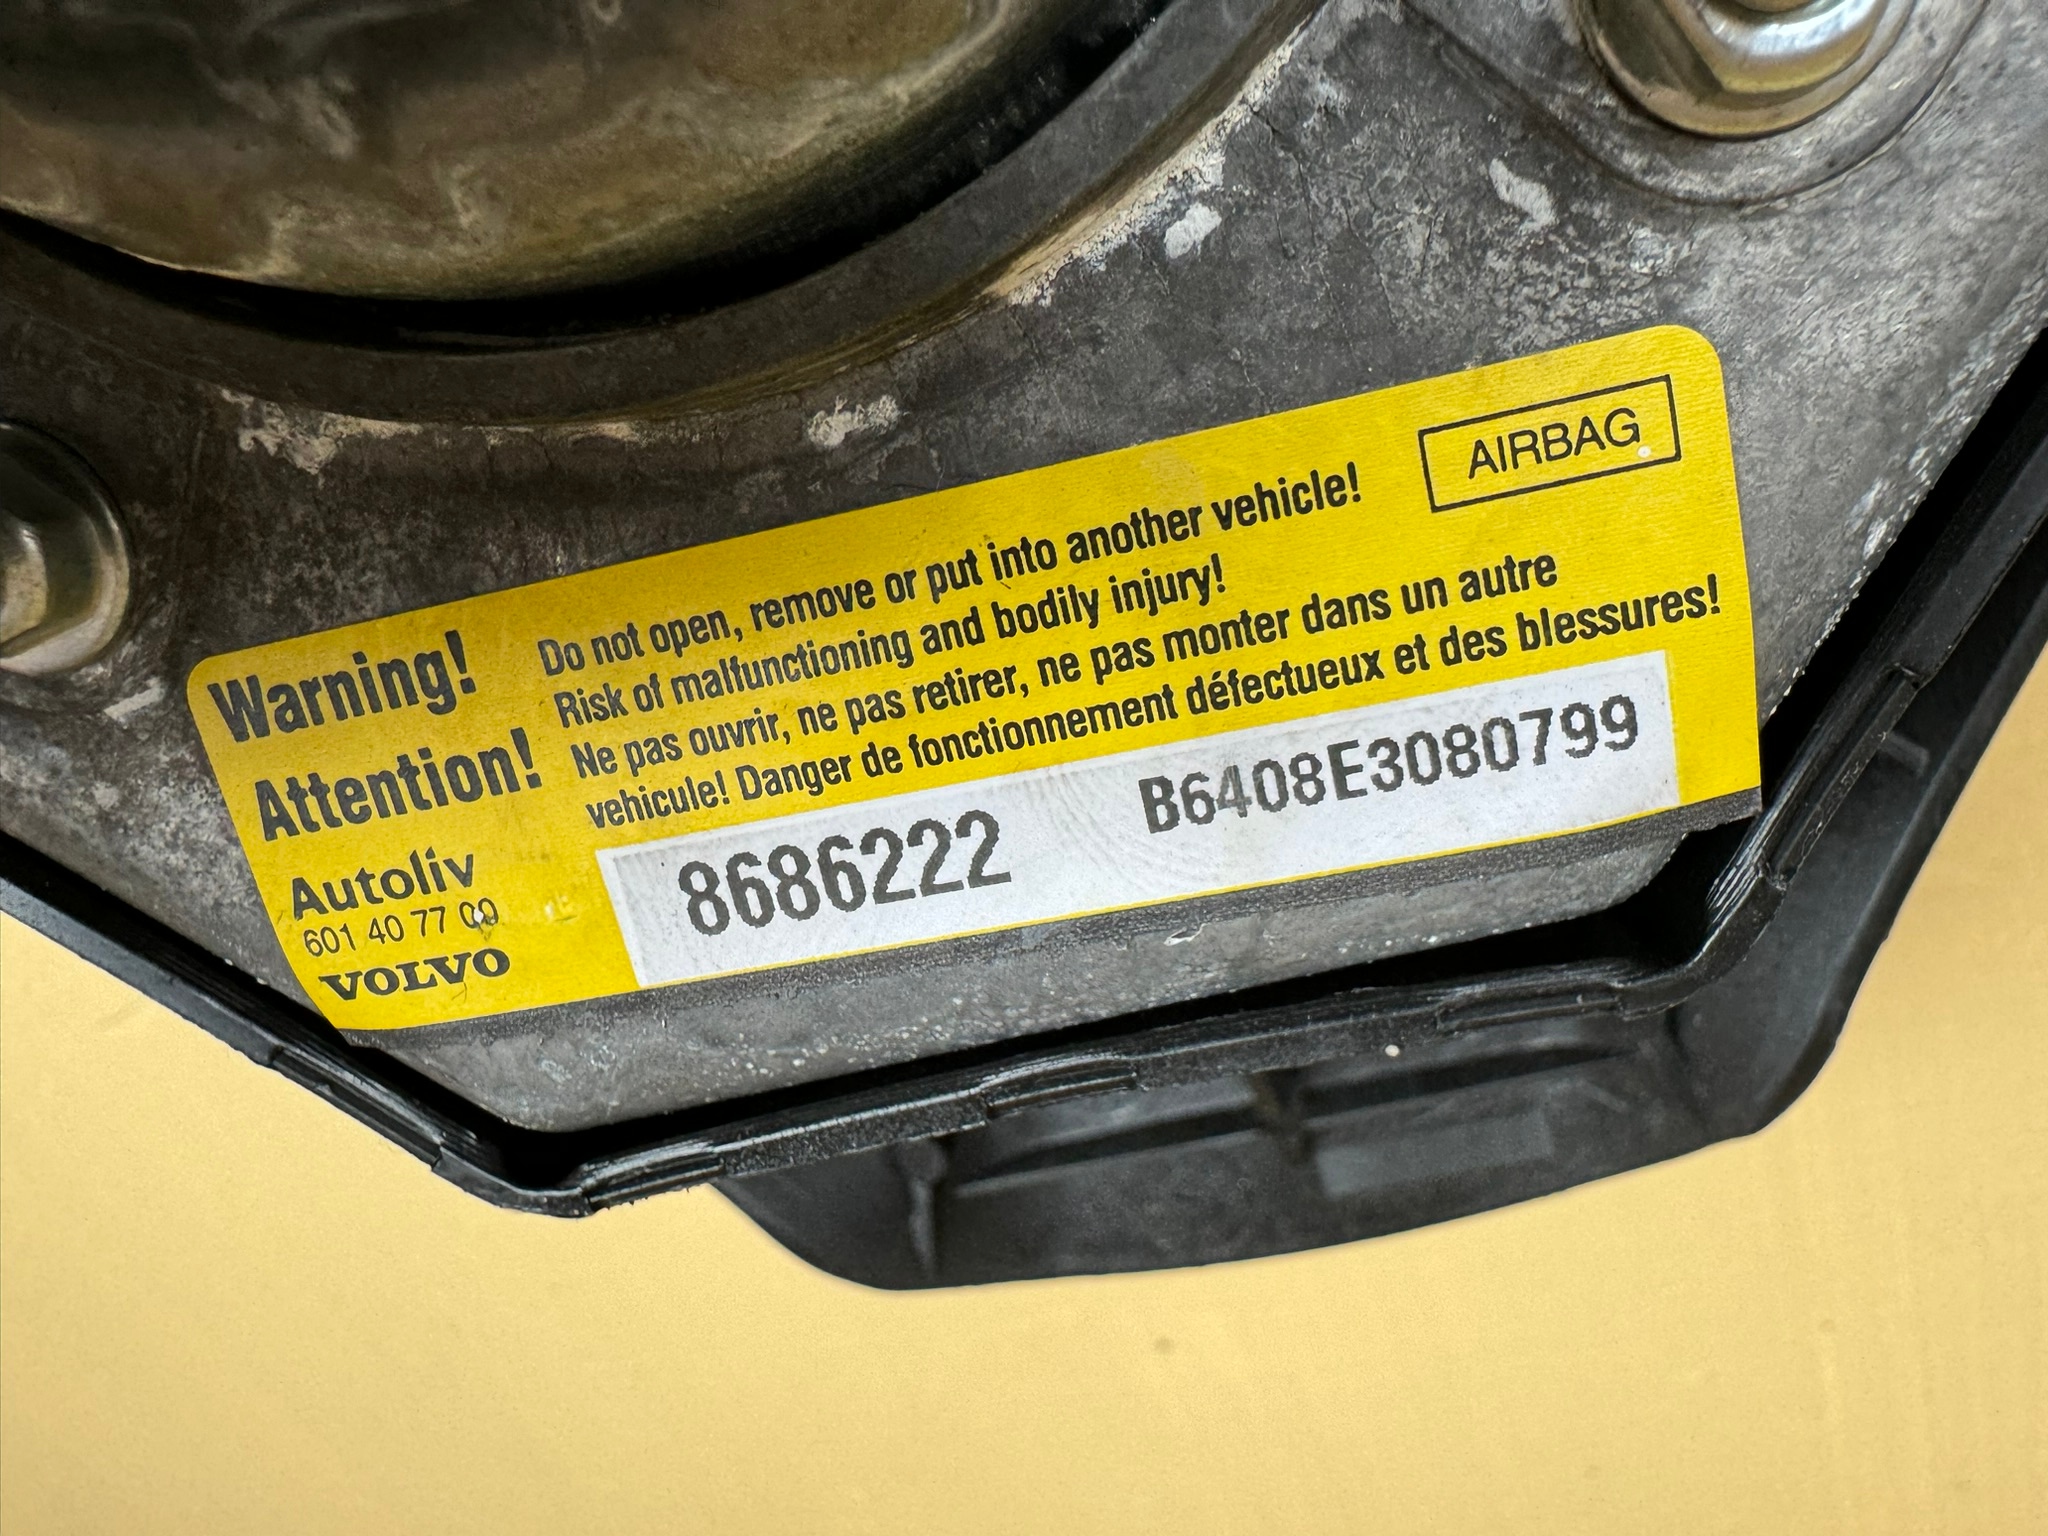 AIRBAG
Warning!
Do not open, remove or put into another vehicle!
Risk of malfunctioning and bodily injury!
Attention!
Ne pas ouvrir, ne pas retirer, ne pas monter dans un autre
vehicule! Danger de fonctionnement défectueux et des blessures!
Autoliv
601 40 77 00
VOLVO
8686222
B6408E3080799